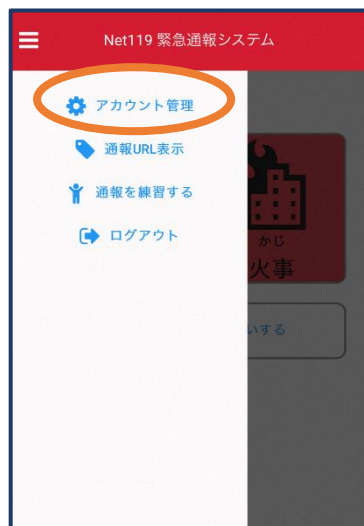 Net119 緊急通報システム
アカウント管理
通報URL表示
通報を練習する
ログアウト
かじ
火事
いする